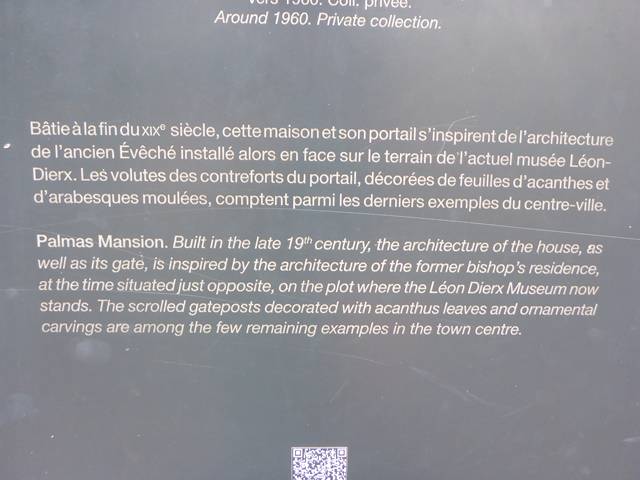 vers 1960. Coll. privée.
Around 1960. Private collection.
Bâtie à la fin du XIXe siècle, cette maison et son portail s'inspirent de l'architecture
de l'ancien Évêché installé alors en face sur le terrain de l'actuel musée Léon-
Dierx. Les volutes des contreforts du portail, décorées de feuilles d'acanthes et
d'arabesques moulées, comptent parmi les derniers exemples du centre-ville.
Palmas Mansion. Built in the late 19th century, the architecture of the house, as
well as its gate, is inspired by the architecture of the former bishop's residence,
at the time situated just opposite, on the plot where the Léon Dierx Museum now
stands. The scrolled gateposts decorated with acanthus leaves and ornamental
carvings are among the few remaining examples in the town centre.